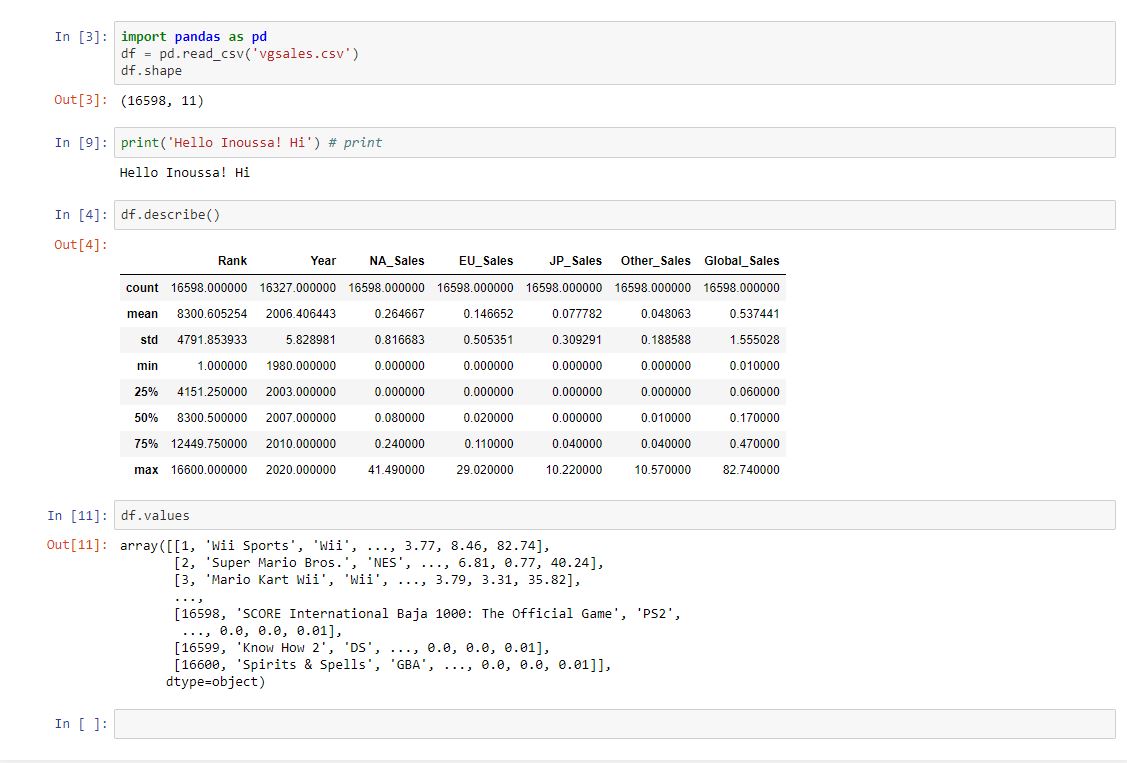 In [3]: import pandas as pd
df = pd.read_csv('vgsales.csv')
df.shape
Out[3]: (16598, 11)
In [9]: print('Hello Inoussa! Hi') # print
Hello Inoussa! Hi
In [4]: df.describe()
Out[4]:
Rank Year NA_Sales EU_Sales JP_Sales Other_Sales Global_Sales
count 16598.000000 16327.000000 16598.000000 16598.000000 16598.000000 16598.000000 16598.000000
mean 8300.605254 2006.406443 0.264667 0.146652 0.077782 0.048063 0.537441
std 4791.853933 5.828981 0.816683 0.505351 0.309291 0.188588 1.555028
min 1.000000 1980.000000 0.000000 0.000000 0.000000 0.000000 0.010000
25% 4151.250000 2003.000000 0.000000 0.000000 0.000000 0.000000 0.060000
50% 8300.500000 2007.000000 0.080000 0.020000 0.000000 0.010000 0.170000
75% 12449.750000 2010.000000 0.240000 0.110000 0.040000 0.040000 0.470000
max 16600.000000 2020.000000 41.490000 29.020000 10.220000 10.570000 82.740000
In [11]: df.values
Out[11]: array([[1, 'Wii Sports', 'Wii', ..., 3.77, 8.46, 82.74],
[2, 'Super Mario Bros.', 'NES', ..., 6.81, 0.77, 40.24],
[3, 'Mario Kart Wii', 'Wii', ..., 3.79, 3.31, 35.82],
...,
[16598, 'SCORE International Baja 1000: The Official Game', 'PS2',
..., 0.0, 0.0, 0.01],
[16599, 'Know How 2', 'DS', ..., 0.0, 0.0, 0.01],
[16600, 'Spirits & Spells', 'GBA', ..., 0.0, 0.0, 0.01]],
dtype=object)
In [ ]: